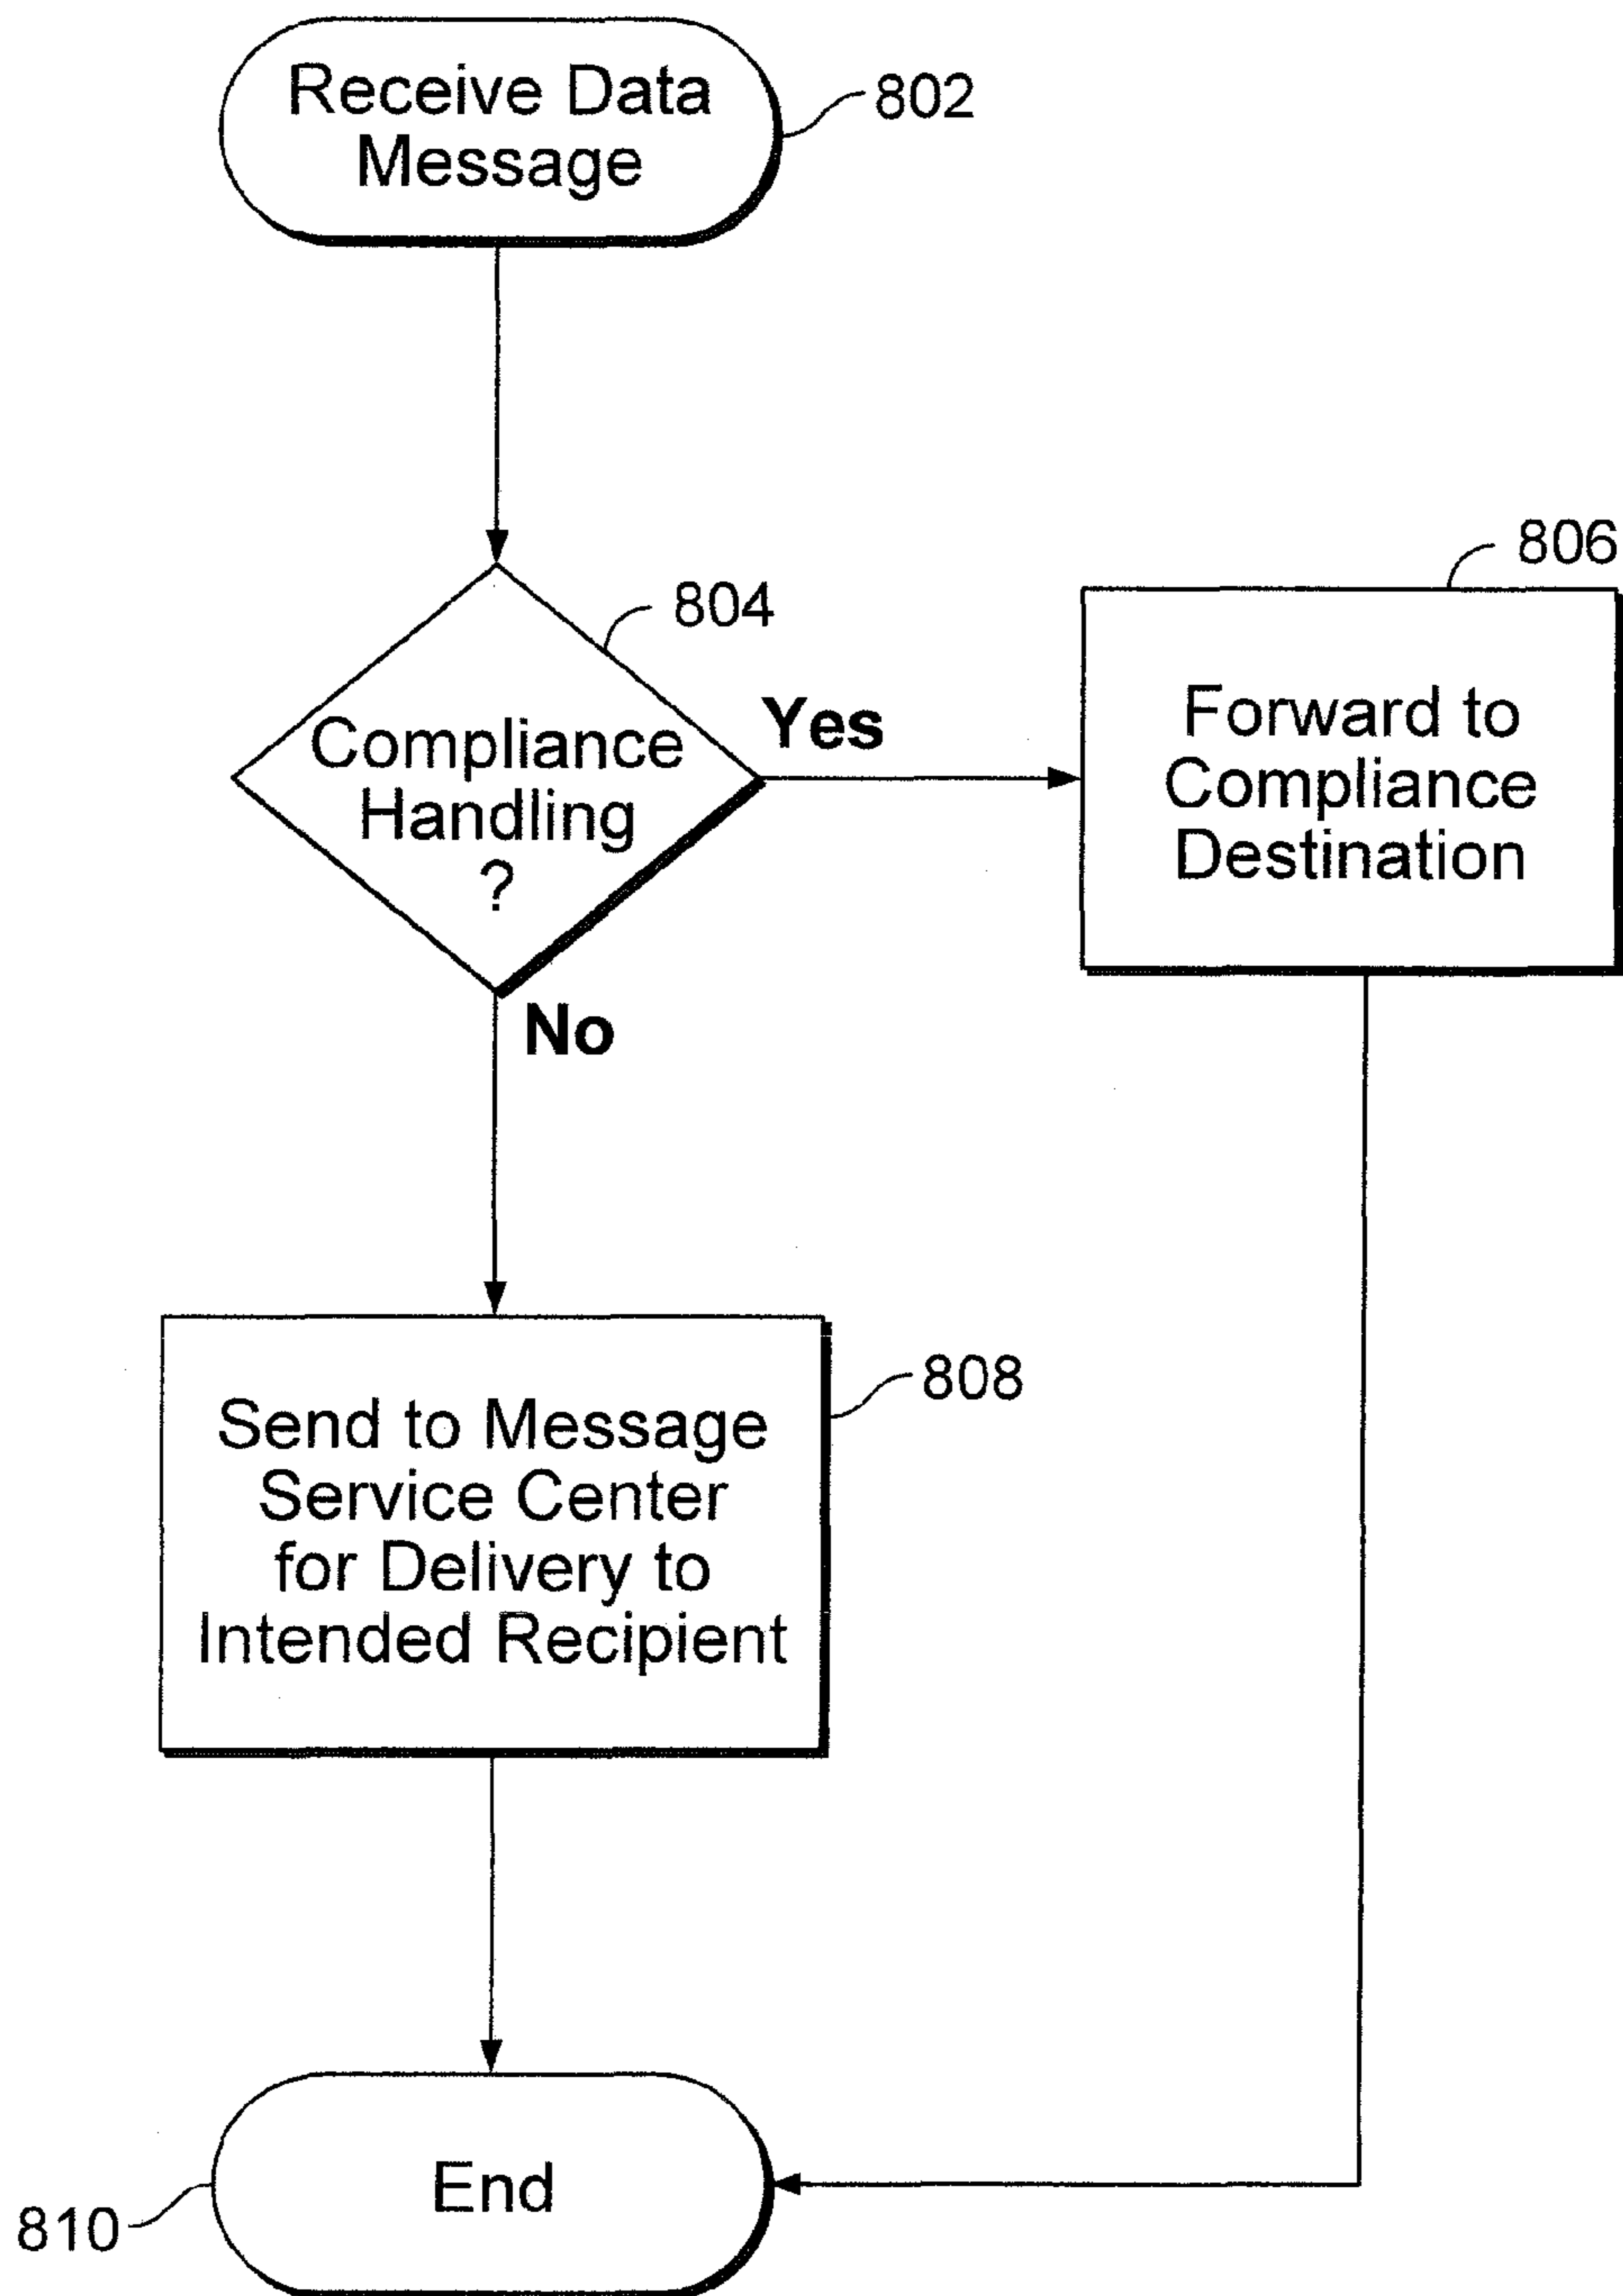 Receive Data
Message
802
804
Compliance
Handling
?
Yes
806
Forward to
Compliance
Destination
No
808
Send to Message
Service Center
for Delivery to
Intended Recipient
End
810